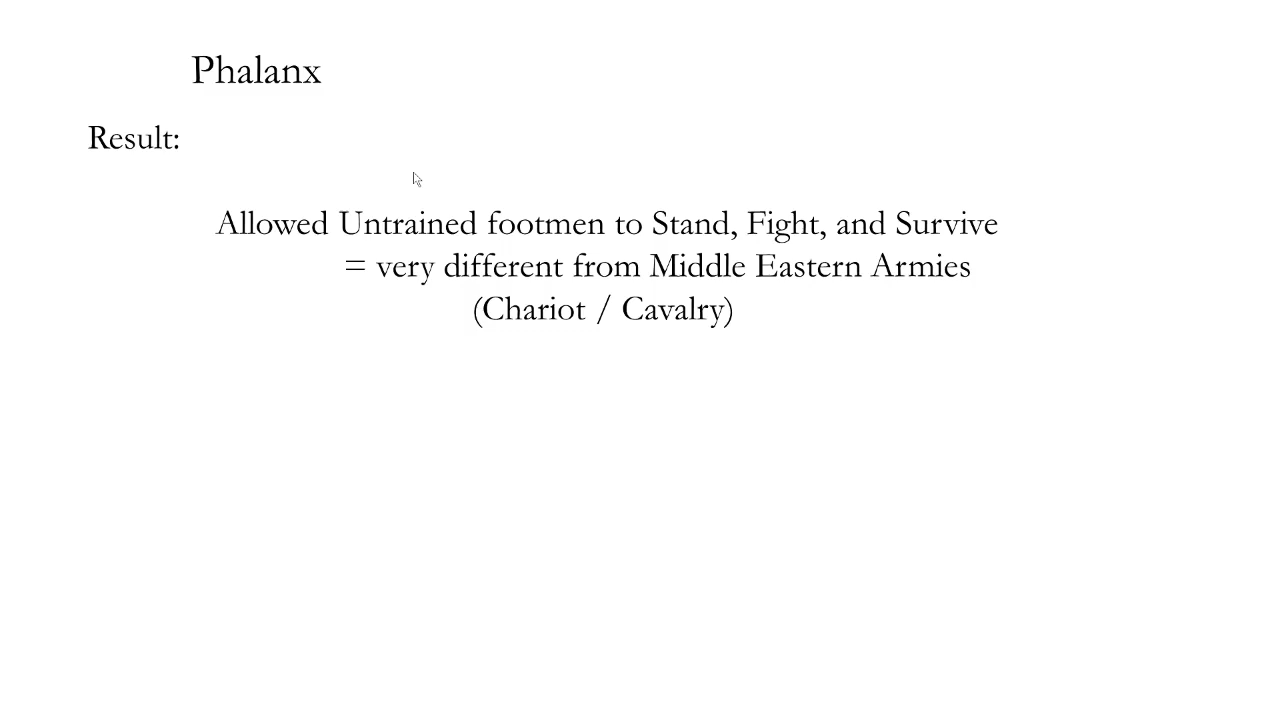 Phalanx
Result:
Allowed Untrained footmen to Stand, Fight, and Survive
= very different from Middle Eastern Armies
(Chariot / Cavalry)